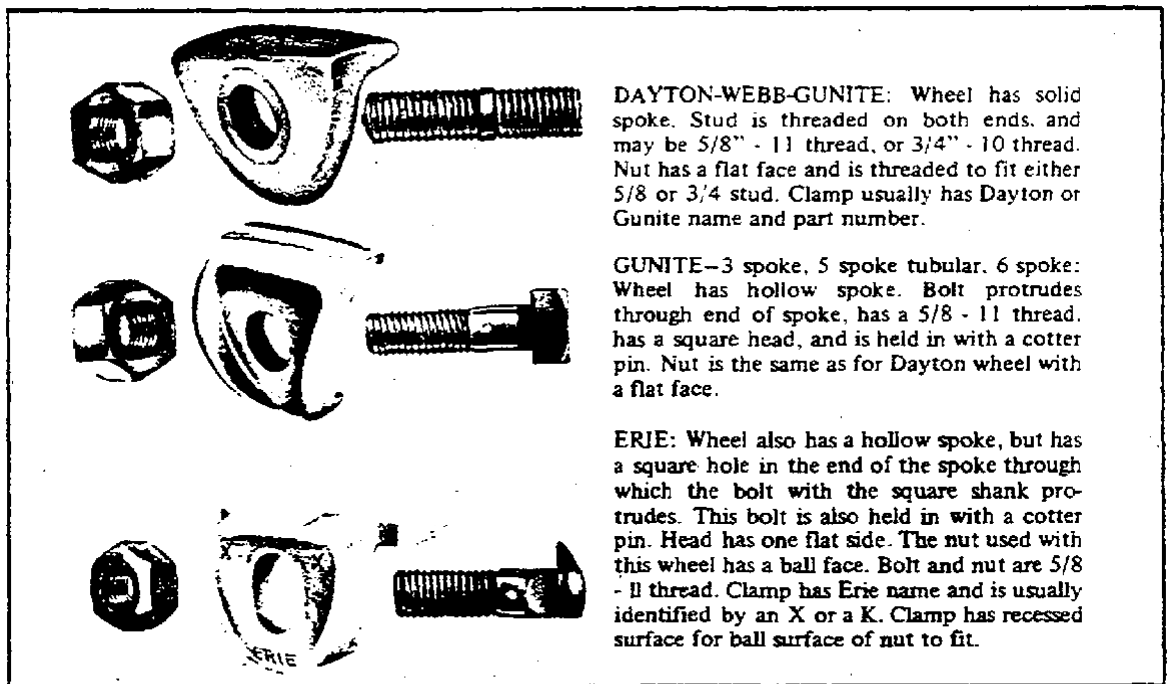 DAYTON-WEBB-GUNITE: Wheel has solid
spoke. Stud is threaded on both ends, and
may be 5/8" - 11 thread, or 3/4" - 10 thread.
Nut has a flat face and is threaded to fit either
5/8 or 3/4 stud. Clamp usually has Dayton or
Gunite name and part number.
GUNITE–3 spoke, 5 spoke tubular, 6 spoke:
Wheel has hollow spoke. Bolt protrudes
through end of spoke, has a 5/8 - 11 thread,
has a square head, and is held in with a cotter
pin. Nut is the same as for Dayton wheel with
a flat face.
ERIE: Wheel also has a hollow spoke, but has
a square hole in the end of the spoke through
which the bolt with the square shank pro-
trudes. This bolt is also held in with a cotter
pin. Head has one flat side. The nut used with
this wheel has a ball face. Bolt and nut are 5/8
- 11 thread. Clamp has Erie name and is usually
identified by an X or a K. Clamp has recessed
surface for ball surface of nut to fit.
ERIE